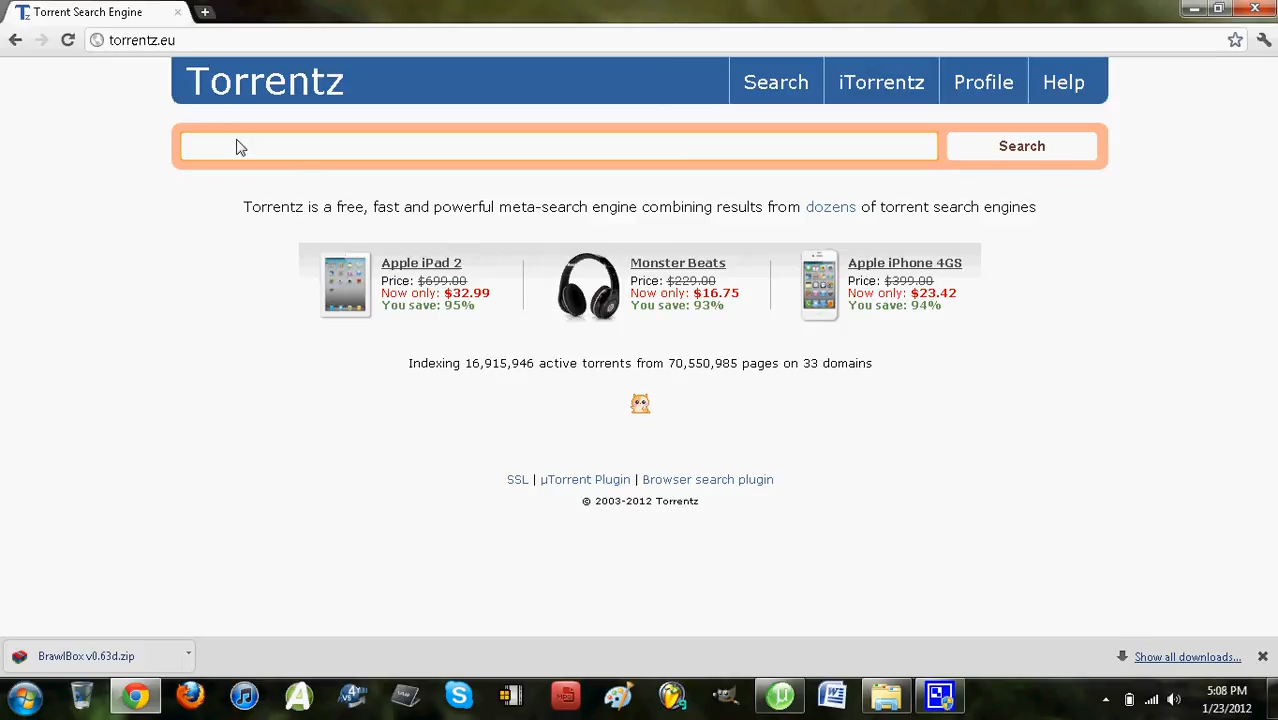 Torrent Search Engine
torrentz.eu
Torrentz
Search
iTorrentz
Profile
Help
Search
Torrentz is a free, fast and powerful meta-search engine combining results from dozens of torrent search engines
Apple iPad 2
Price: $699.00
Now only: $32.99
You save: 95%
Monster Beats
Price: $229.00
Now only: $16.75
You save: 93%
Apple iPhone 4GS
Price: $399.00
Now only: $23.42
You save: 94%
Indexing 16,915,946 active torrents from 70,550,985 pages on 33 domains
SSL | µTorrent Plugin | Browser search plugin
© 2003-2012 Torrentz
BrawlBox v0.63d.zip
Show all downloads...
5:08 PM
1/23/2012